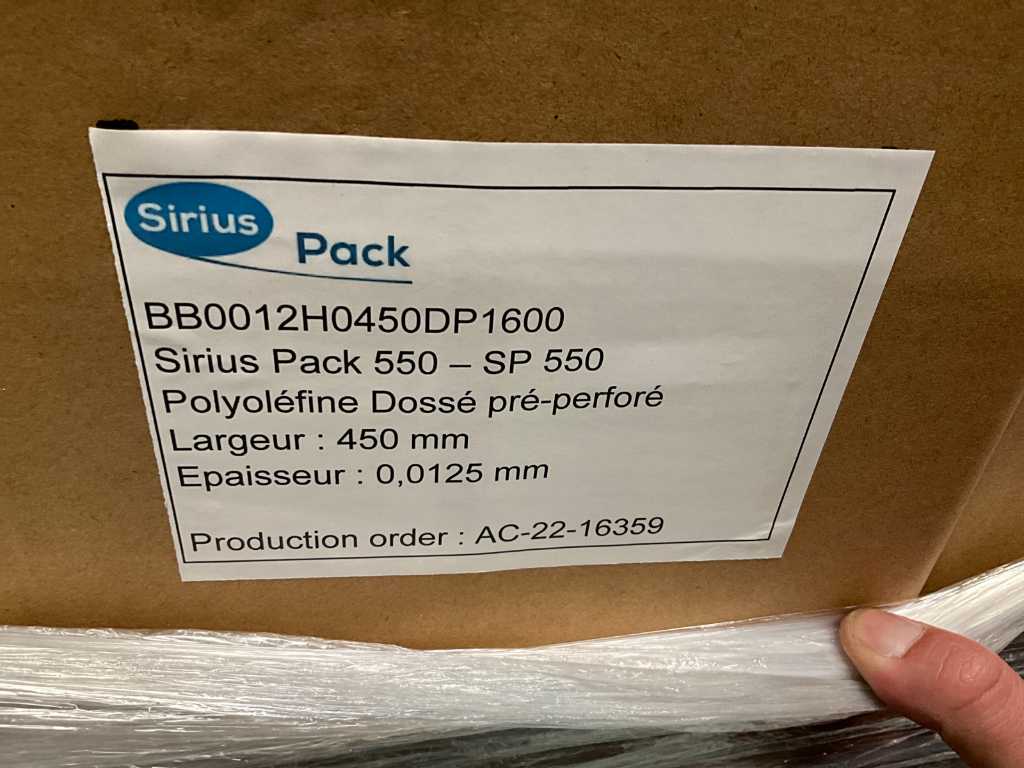 Sirius
Pack
BB0012H0450DP1600
Sirius Pack 550 – SP 550
Polyoléfine Dossé pré-perforé
Largeur : 450 mm
Epaisseur : 0,0125 mm
Production order : AC-22-16359